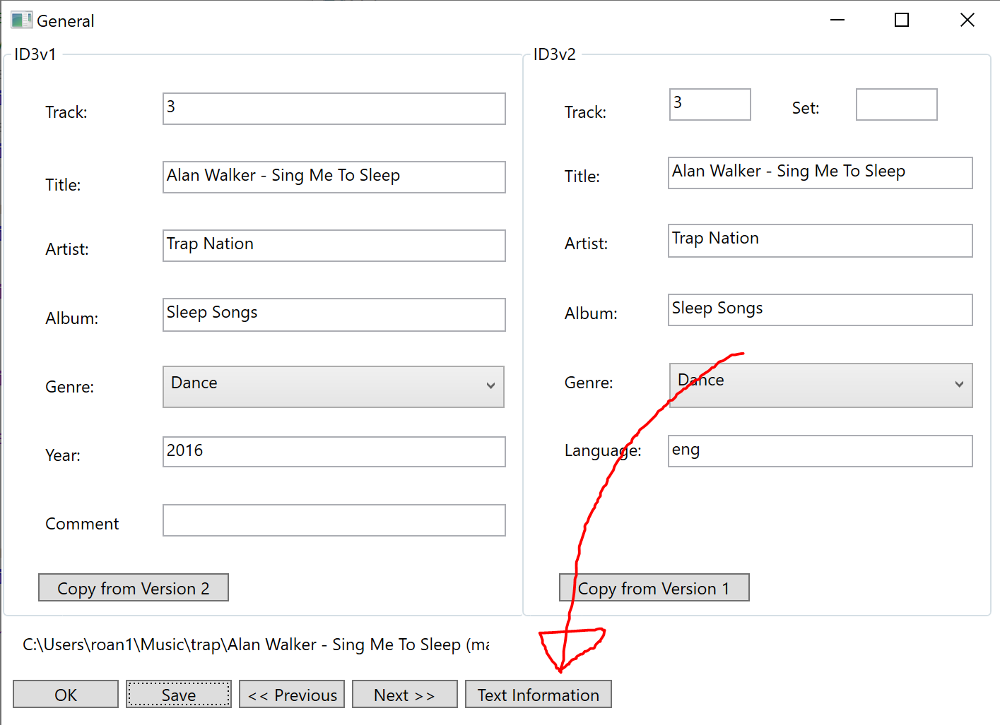 General
ID3v1
Track: 3
Title: Alan Walker - Sing Me To Sleep
Artist: Trap Nation
Album: Sleep Songs
Genre: Dance
Year: 2016
Comment
Copy from Version 2
ID3v2
Track: 3 Set:
Title: Alan Walker - Sing Me To Sleep
Artist: Trap Nation
Album: Sleep Songs
Genre: Dance
Language: eng
Copy from Version 1
C:\Users\roan1\Music\trap\Alan Walker - Sing Me To Sleep (ma
OK Save << Previous Next >> Text Information